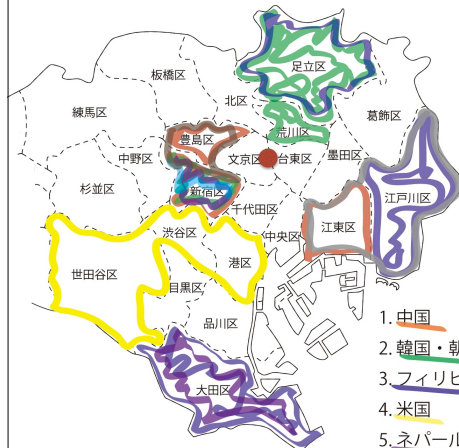 足立区
板橋区
北区
葛飾区
練馬区
荒川区
豊島区
中野区
文京区
台東区
墨田区
杉並区
新宿区
江戸川区
千代田区
渋谷区
中央区
江東区
港区
世田谷区
目黒区
品川区
大田区
1. 中国
2. 韓国・朝
3. フィリピ
4. 米国
5. ネパール